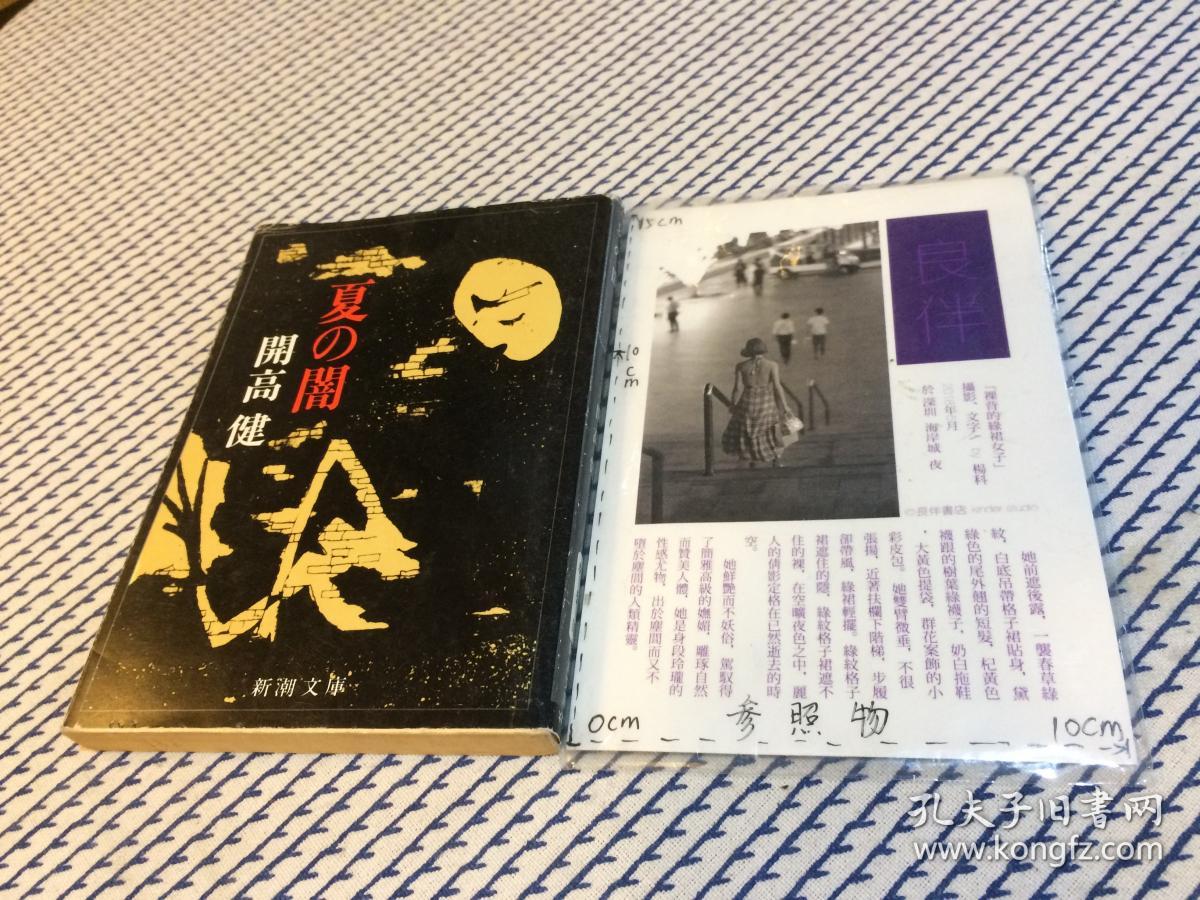 夏の闇
開高健
新潮文庫
15cm
10cm
0cm
参照物
10cm
良伴
「裸背的綠裙女子」
攝影、文字/ 楊科
於 深圳 海岸城 夜
©良伴書店 kinder studio
她前遮後露，一襲春草綠
紋，白底吊帶格子裙貼身，黛
綠色的尾外翹的短髮，杞黃色
襪跟的樹葉綠襪子，奶白拖鞋
，大黃色提袋，群花案飾的小
彩皮包。她雙臂微垂，不很
張揚，近著扶欄下階梯，步履
部帶風，綠裙輕擺。綠紋格子
裙遮住的隱，綠紋格子裙遮不
住的裸，在空曠夜色之中，麗
人的倩影定格在已然逝去的時
空。
她鮮艷而不妖俗，駕馭得
了簡雅高級的嫵媚，雕琢自然
而贊美人體，她是身段玲瓏的
性感尤物，出於塵間而又不
墮於塵間的人類精靈。
孔夫子旧书网
www.kongfz.com